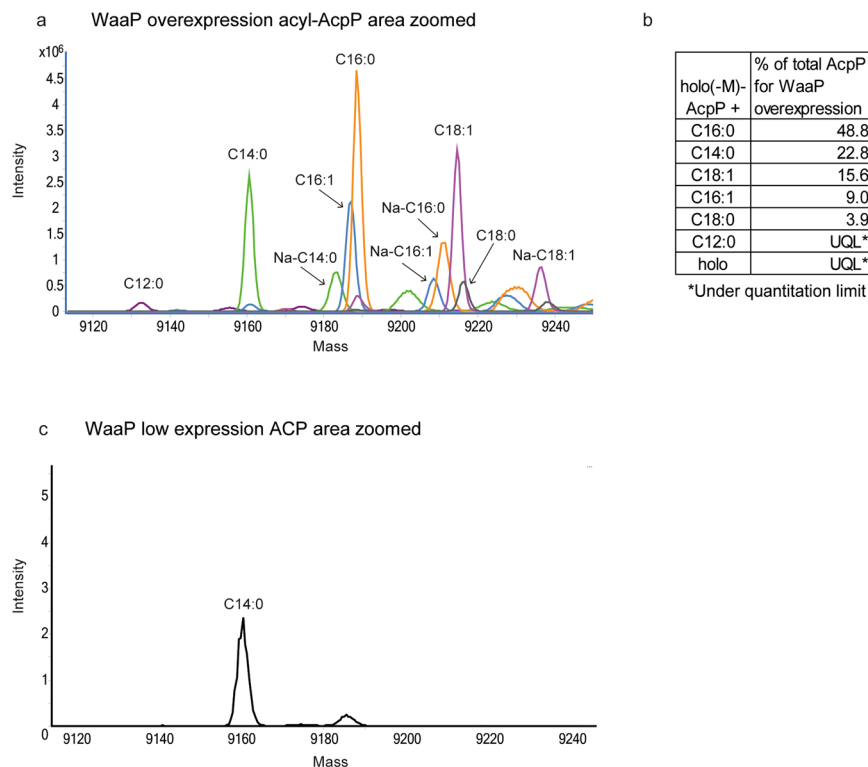 a WaaP overexpression acyl-AcpP area zoomed
x10⁶
4.5
4
3.5
3
2.5
2
1.5
1
0.5
0
Intensity
C12:0
C14:0
Na-C14:0
C16:1
C16:0
Na-C16:0
Na-C16:1
C18:1
C18:0
Na-C18:1
9120 9140 9160 9180 9200 9220 9240
Mass
b
holo(-M)-AcpP + % of total AcpP for WaaP overexpression
C16:0 48.8
C14:0 22.8
C18:1 15.6
C16:1 9.0
C18:0 3.9
C12:0 UQL*
holo UQL*
*Under quantitation limit
c WaaP low expression ACP area zoomed
5
4
3
2
1
0
Intensity
C14:0
9120 9140 9160 9180 9200 9220 9240
Mass